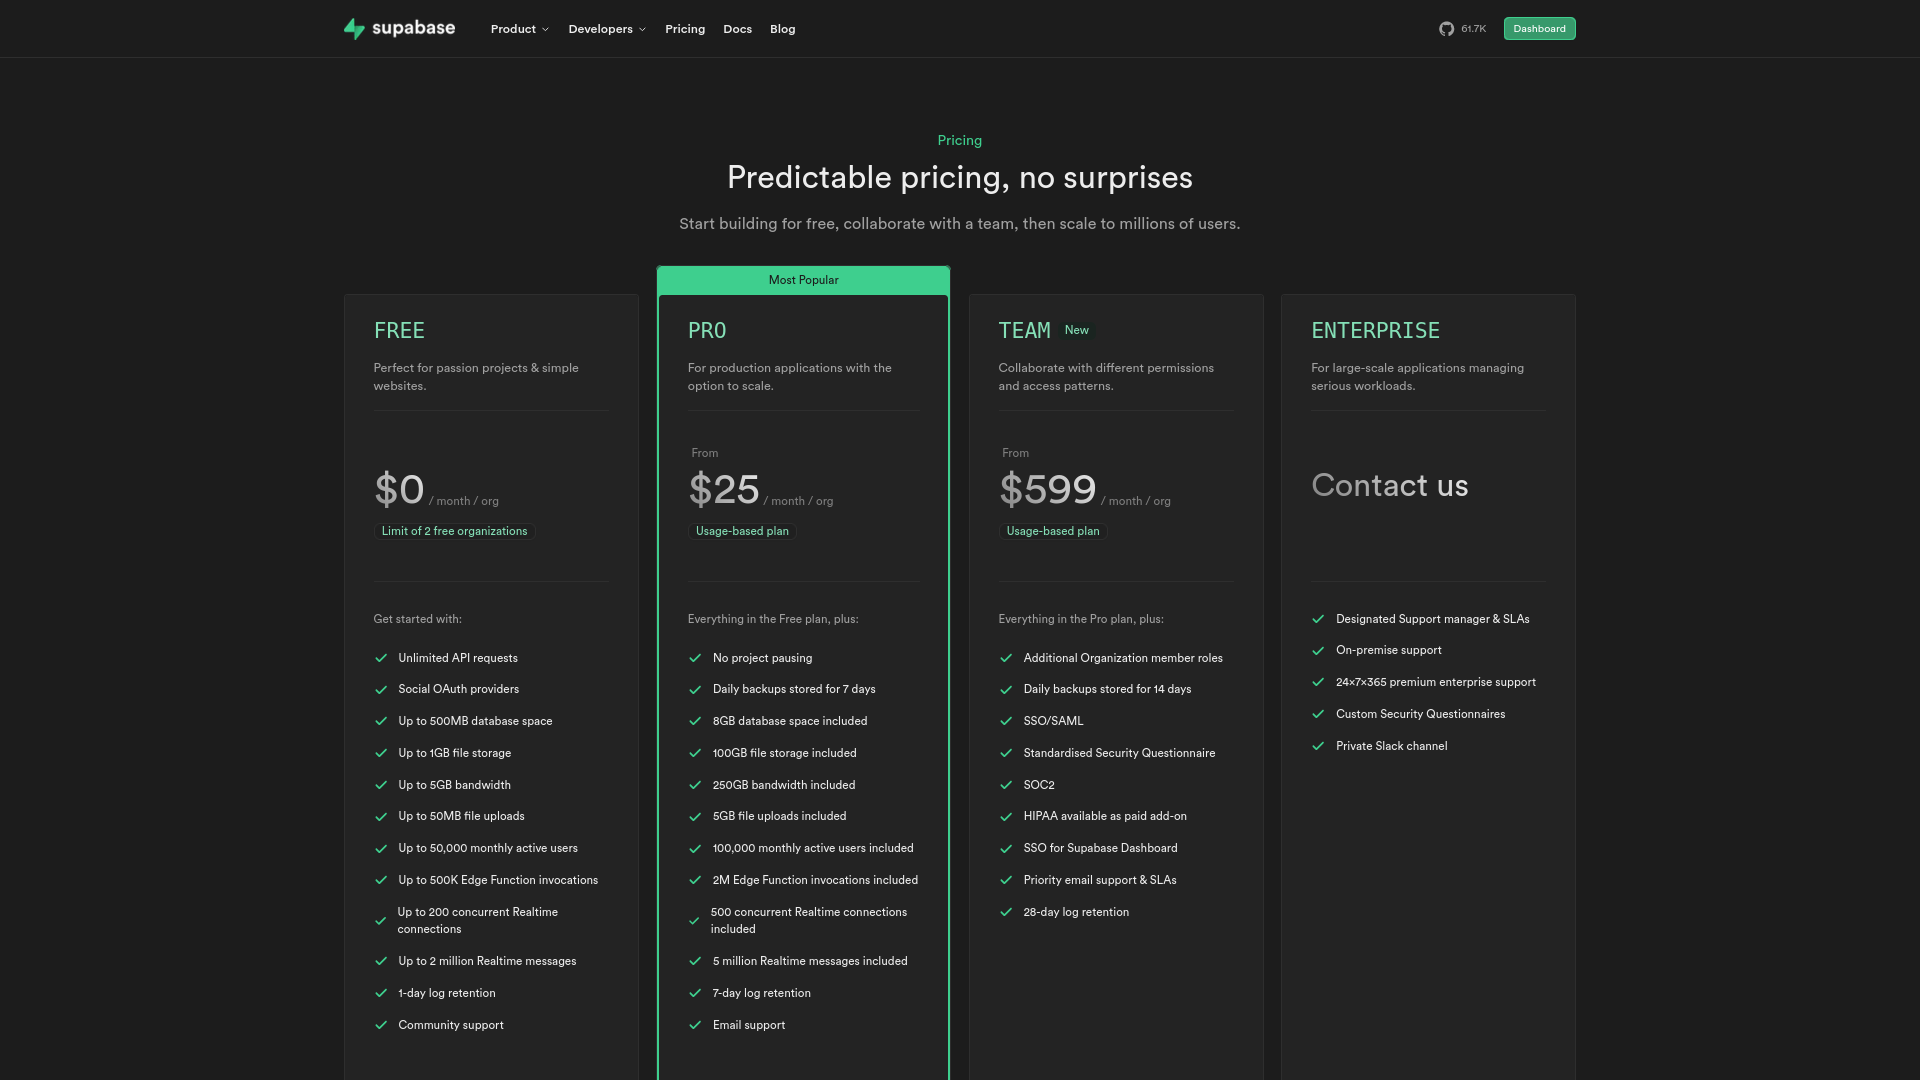 supabase
Product
Developers
Pricing
Docs
Blog
61.7K
Dashboard
Pricing
Predictable pricing, no surprises
Start building for free, collaborate with a team, then scale to millions of users.
FREE
Perfect for passion projects & simple
websites.
$0 / month / org
Limit of 2 free organizations
Get started with:
Unlimited API requests
Social OAuth providers
Up to 500MB database space
Up to 1GB file storage
Up to 5GB bandwidth
Up to 50MB file uploads
Up to 50,000 monthly active users
Up to 500K Edge Function invocations
Up to 200 concurrent Realtime
connections
Up to 2 million Realtime messages
1-day log retention
Community support
Most Popular
PRO
For production applications with the
option to scale.
From
$25 / month / org
Usage-based plan
Everything in the Free plan, plus:
No project pausing
Daily backups stored for 7 days
8GB database space included
100GB file storage included
250GB bandwidth included
5GB file uploads included
100,000 monthly active users included
2M Edge Function invocations included
500 concurrent Realtime connections
included
5 million Realtime messages included
7-day log retention
Email support
TEAM New
Collaborate with different permissions
and access patterns.
From
$599 / month / org
Usage-based plan
Everything in the Pro plan, plus:
Additional Organization member roles
Daily backups stored for 14 days
SSO/SAML
Standardised Security Questionnaire
SOC2
HIPAA available as paid add-on
SSO for Supabase Dashboard
Priority email support & SLAs
28-day log retention
ENTERPRISE
For large-scale applications managing
serious workloads.
Contact us
Designated Support manager & SLAs
On-premise support
24×7×365 premium enterprise support
Custom Security Questionnaires
Private Slack channel